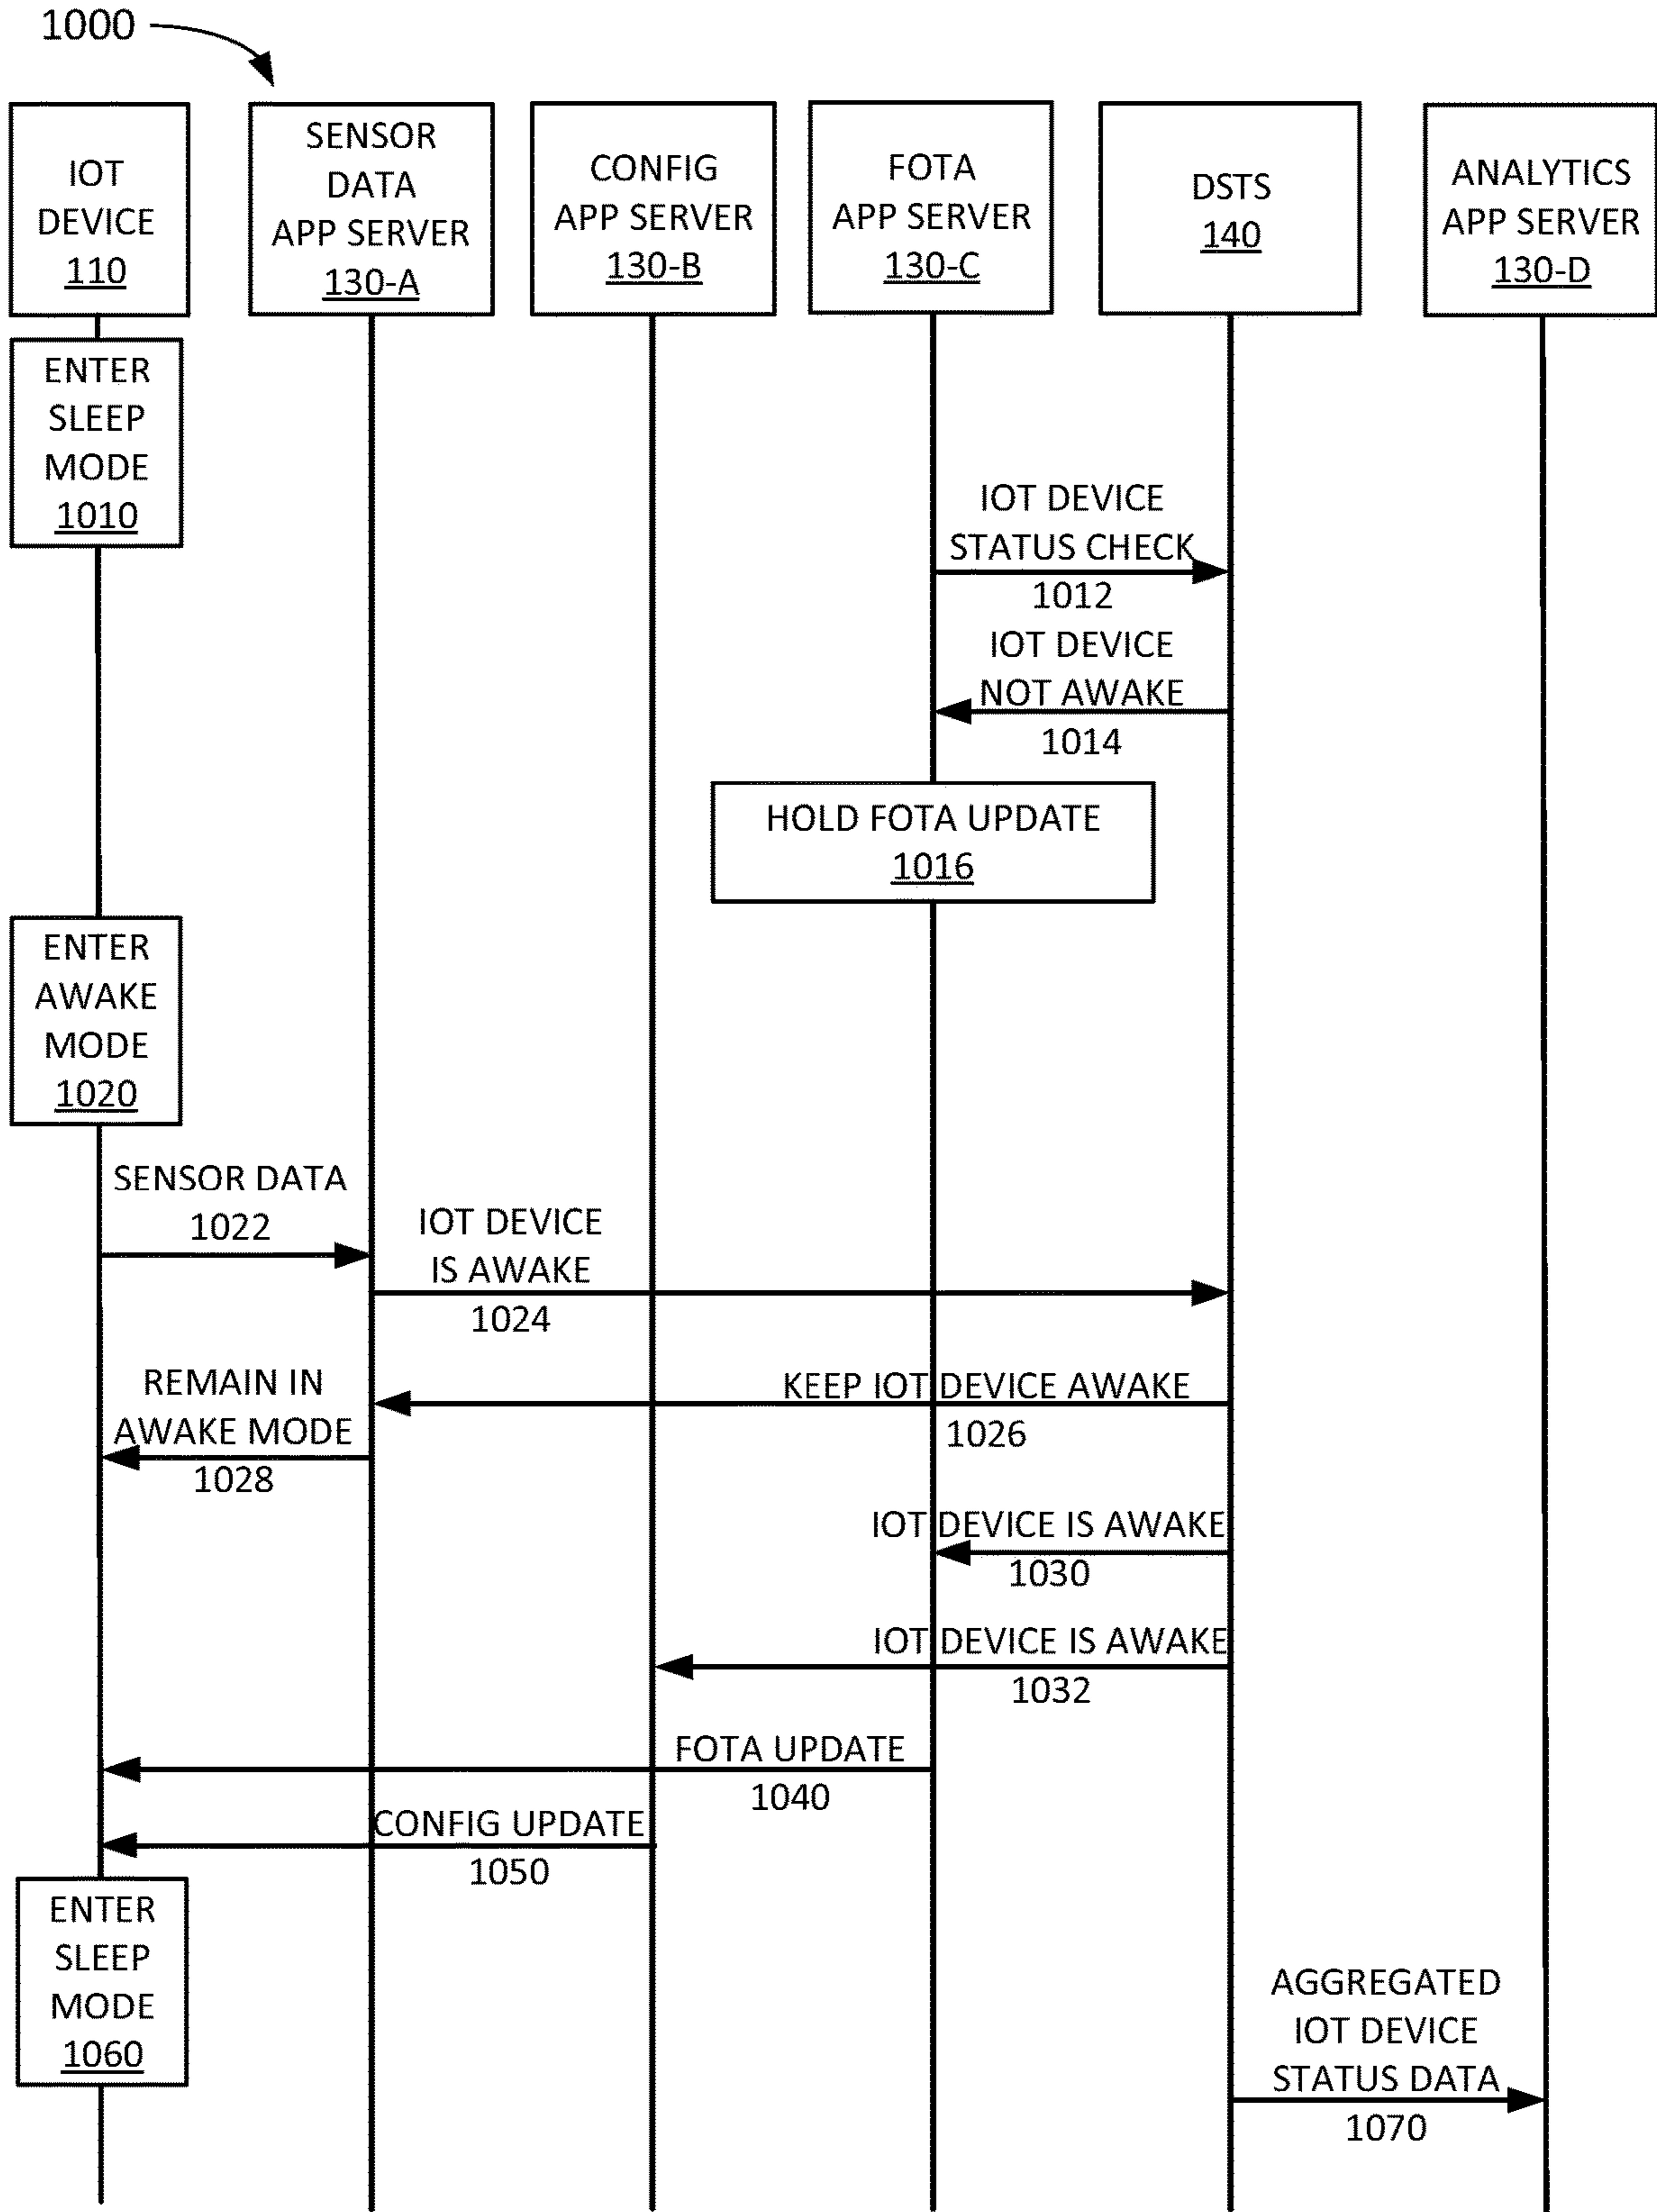 1000
IOT
DEVICE
110
SENSOR
DATA
APP SERVER
130-A
CONFIG
APP SERVER
130-B
FOTA
APP SERVER
130-C
DSTS
140
ANALYTICS
APP SERVER
130-D
ENTER
SLEEP
MODE
1010
IOT DEVICE
STATUS CHECK
1012
IOT DEVICE
NOT AWAKE
1014
HOLD FOTA UPDATE
1016
ENTER
AWAKE
MODE
1020
SENSOR DATA
1022
IOT DEVICE
IS AWAKE
1024
KEEP IOT DEVICE AWAKE
1026
REMAIN IN
AWAKE MODE
1028
IOT DEVICE IS AWAKE
1030
IOT DEVICE IS AWAKE
1032
FOTA UPDATE
1040
CONFIG UPDATE
1050
ENTER
SLEEP
MODE
1060
AGGREGATED
IOT DEVICE
STATUS DATA
1070